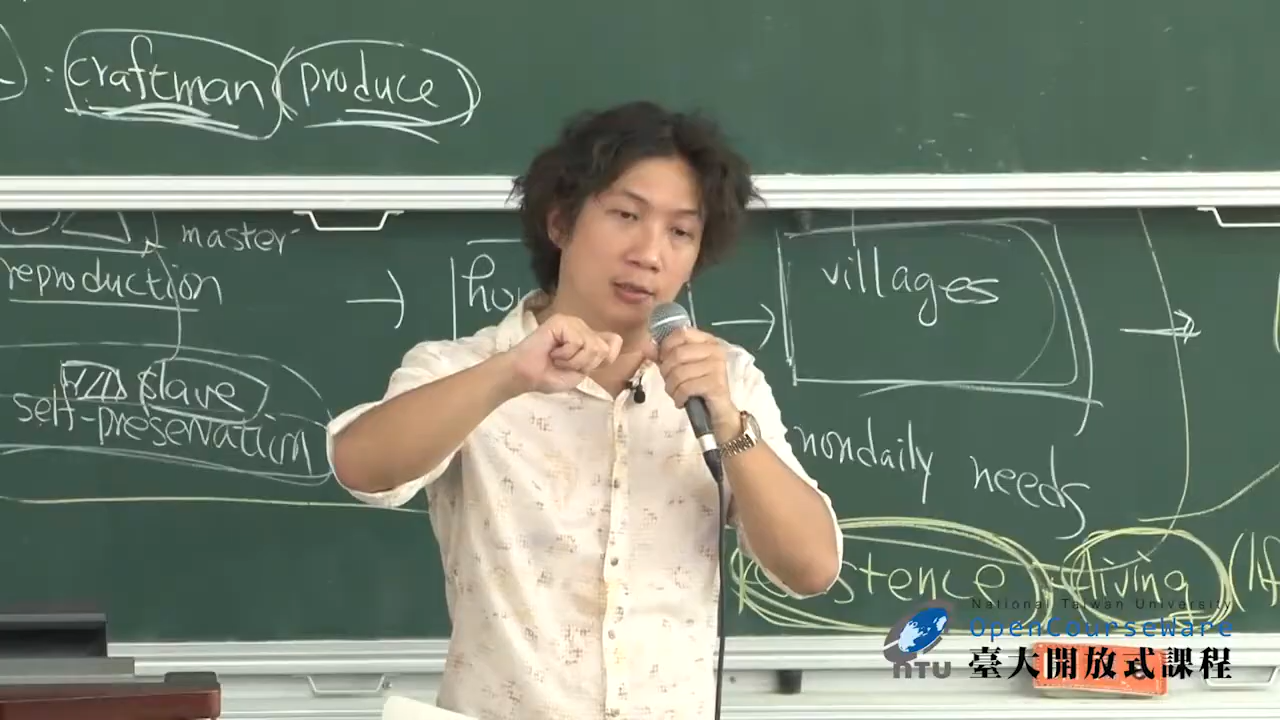 : craftman produce
master
reproduction
villages
slave
self-preservation
nondaily needs
living
National Taiwan University
OpenCourseWare
NTU 臺大開放式課程